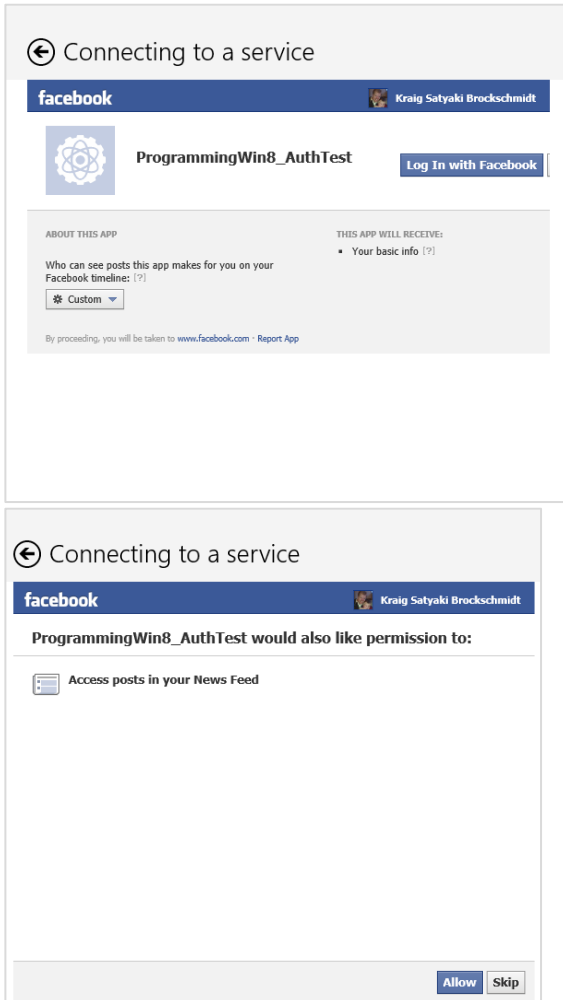 Connecting to a service
facebook
Kraig Satyaki Brockschmidt
ProgrammingWin8_AuthTest
Log In with Facebook
ABOUT THIS APP
THIS APP WILL RECEIVE:
Who can see posts this app makes for you on your
Facebook timeline: [?]
▪ Your basic info [?]
Custom
By proceeding, you will be taken to www.facebook.com · Report App
Connecting to a service
facebook
Kraig Satyaki Brockschmidt
ProgrammingWin8_AuthTest would also like permission to:
Access posts in your News Feed
Allow
Skip